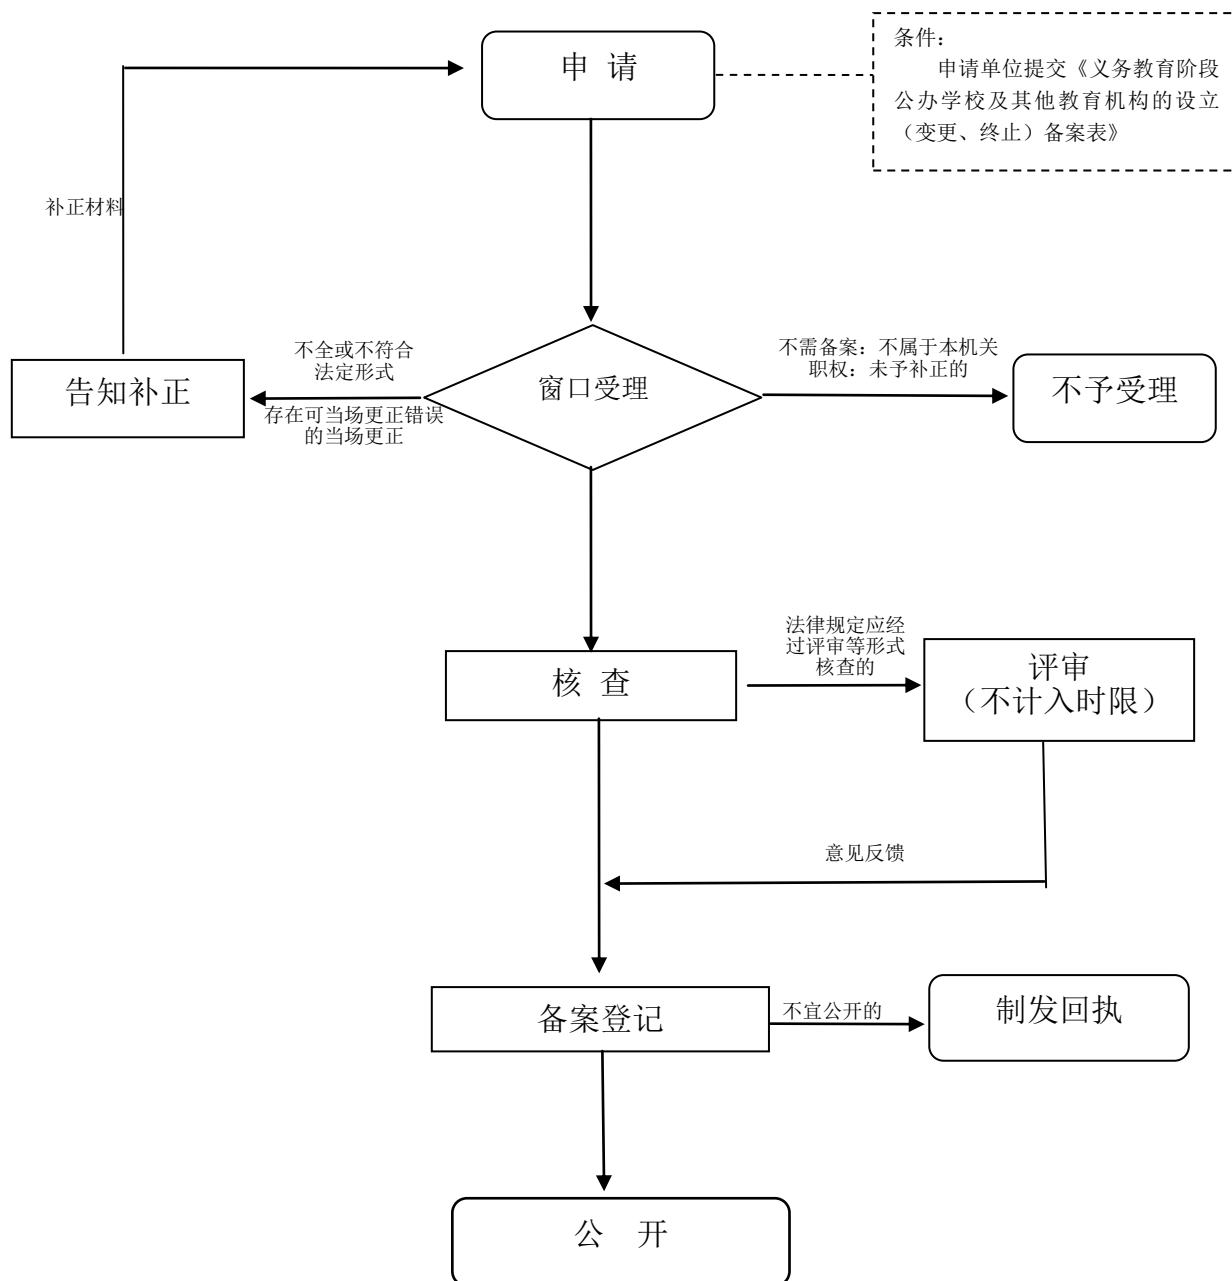 申 请
条件：
申请单位提交《义务教育阶段
公办学校及其他教育机构的设立
（变更、终止）备案表》
补正材料
不全或不符合
法定形式
告知补正
存在可当场更正错误
的当场更正
窗口受理
不需备案：不属于本机关
职权：未予补正的
不予受理
核 查
法律规定应经
过评审等形式
核查的
评审
（不计入时限）
意见反馈
备案登记
不宜公开的
制发回执
公 开